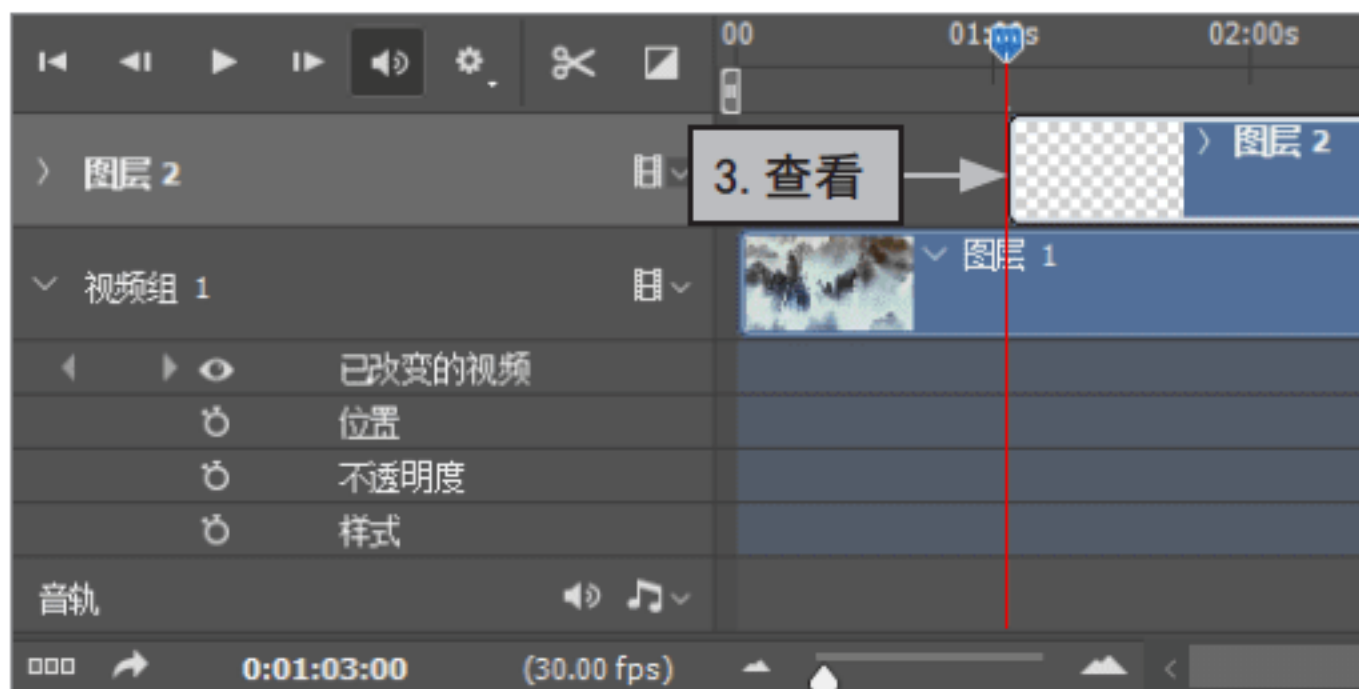 00 01:00s 02:00s
图层 2
3. 查看
图层 2
视频组 1
图层 1
已改变的视频
位置
不透明度
样式
音轨
0:01:03:00 (30.00 fps)